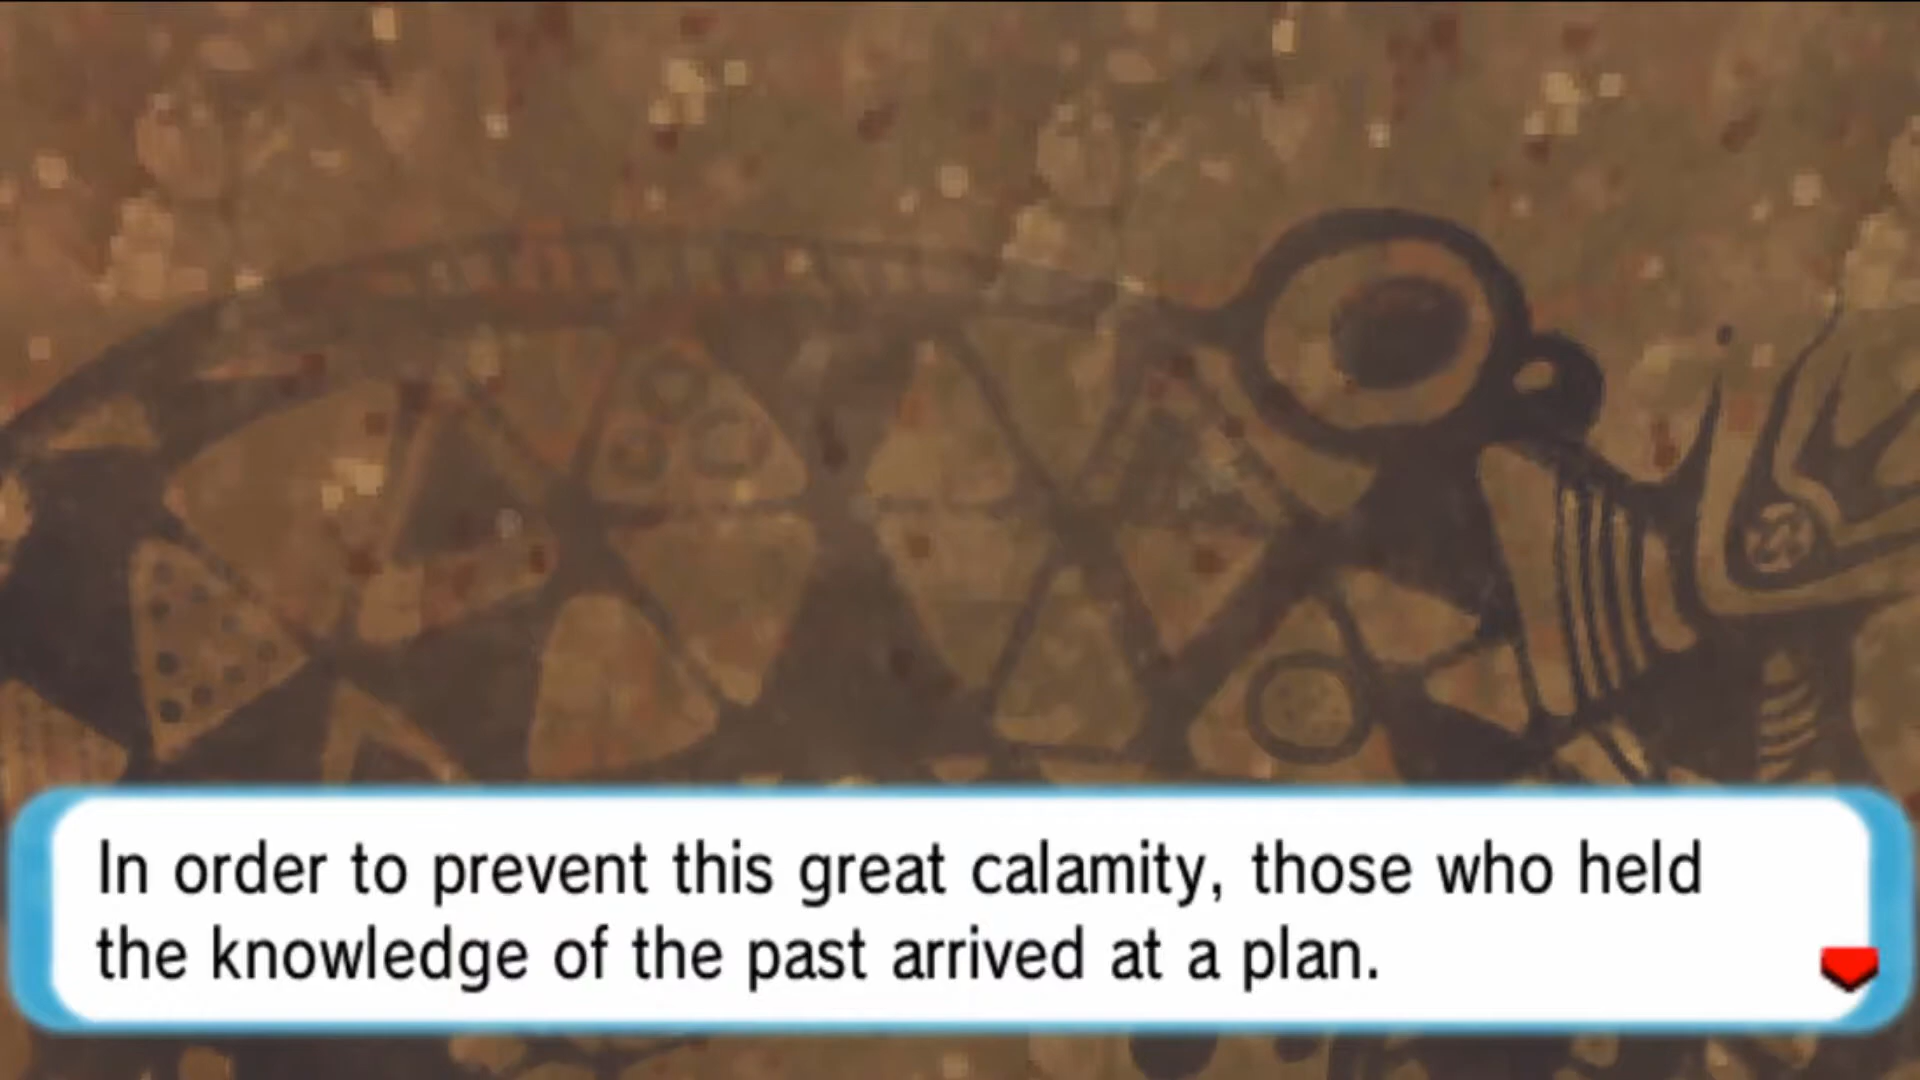 In order to prevent this great calamity, those who held
the knowledge of the past arrived at a plan.